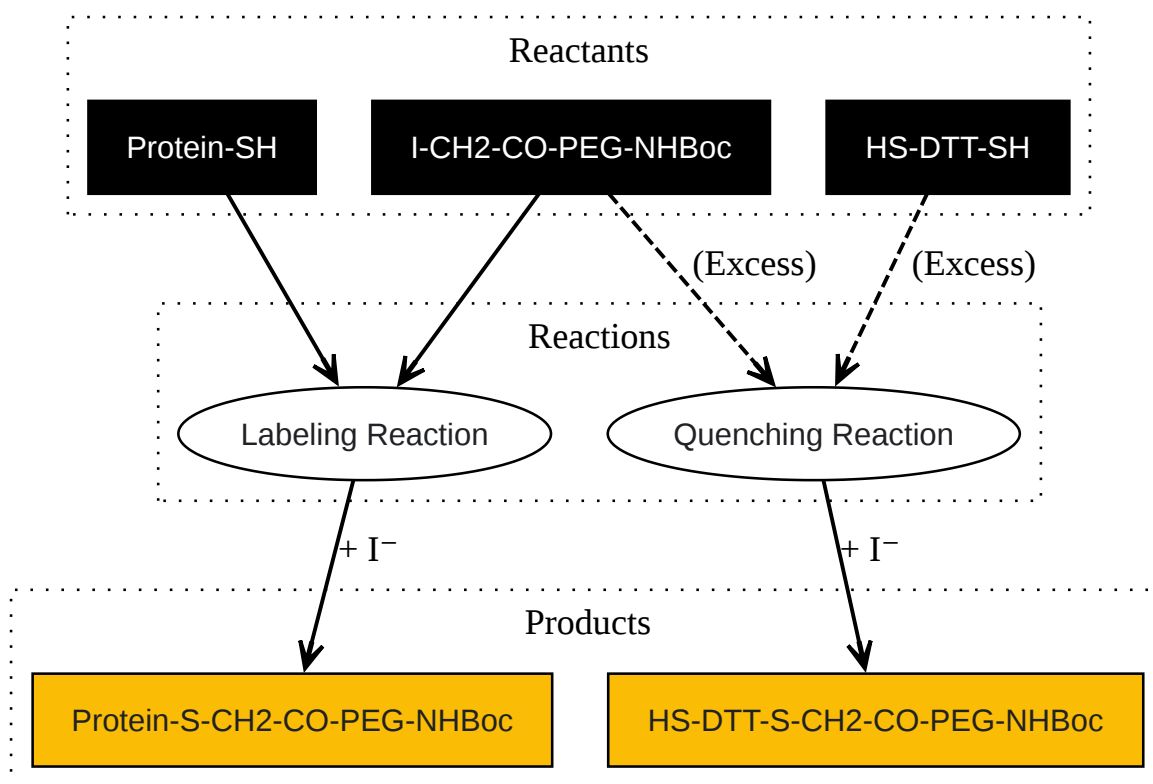 Reactants
Protein-SH
I-CH2-CO-PEG-NHBoc
HS-DTT-SH
(Excess)
(Excess)
Reactions
Labeling Reaction
Quenching Reaction
+ I⁻
+ I⁻
Products
Protein-S-CH2-CO-PEG-NHBoc
HS-DTT-S-CH2-CO-PEG-NHBoc